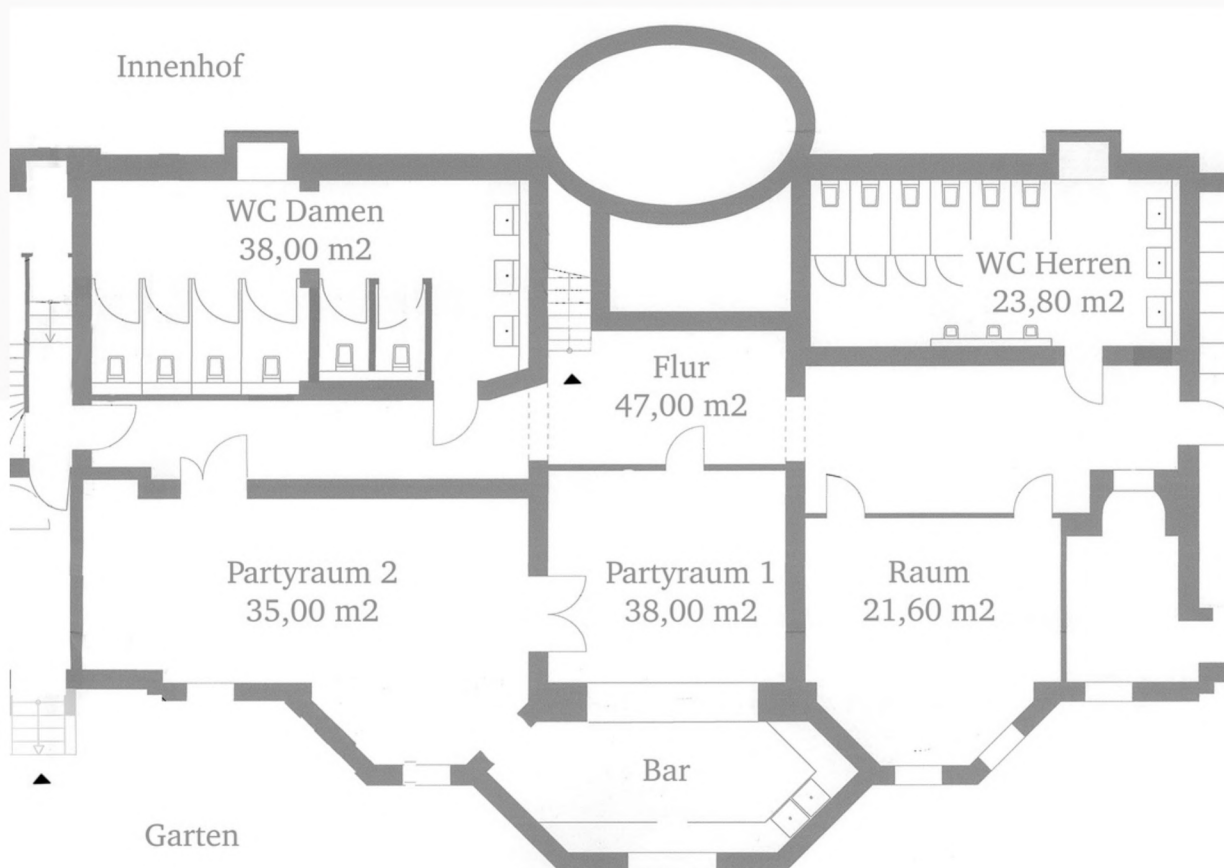 Innenhof
WC Damen
38,00 m2
WC Herren
23,80 m2
Flur
47,00 m2
Partyraum 2
35,00 m2
Partyraum 1
38,00 m2
Raum
21,60 m2
Bar
Garten